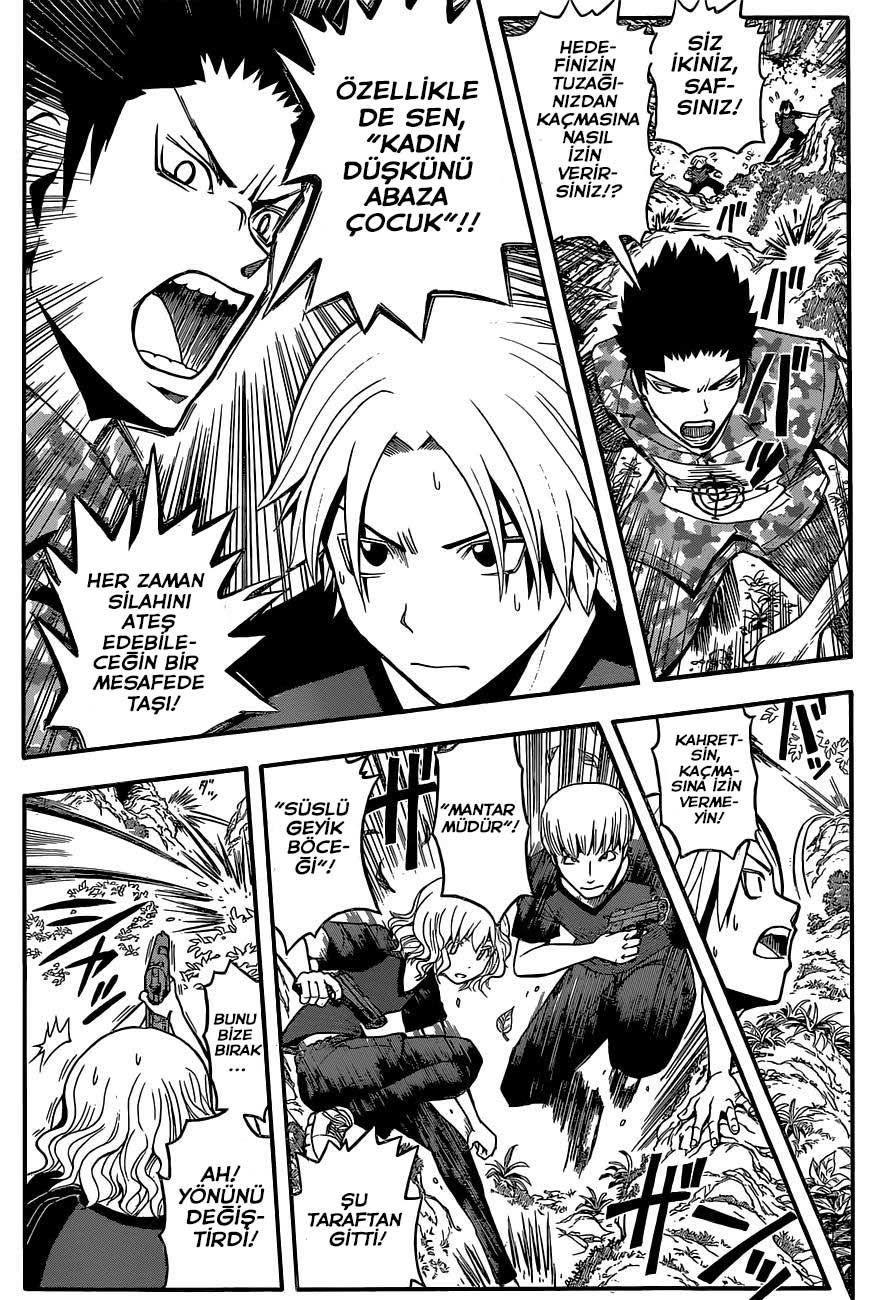 SİZ
İKİNİZ,
SAF-
SINIZ!
HEDE-
FİNİZİN
TUZAĞI-
NIZDAN
KAÇMASINA
NASIL
İZİN
VERİR-
SİNİZ!?
ÖZELLİKLE
DE SEN,
"KADIN
DÜŞKÜNÜ
ABAZA
ÇOCUK"!!
HER ZAMAN
SİLAHINI
ATEŞ
EDEBİLE-
CEĞİN BİR
MESAFEDE
TAŞI!
KAHRET-
SİN,
KAÇMA-
SINA İZİN
VERME-
YİN!
"MANTAR
MÜDÜR"!
"SÜSLÜ
GEYİK
BÖCE-
Ğİ"!
ŞU
TARAFTAN
GİTTİ!
BUNU
BİZE
BIRAK
...
AH!
YÖNÜNÜ
DEĞİŞ-
TİRDİ!